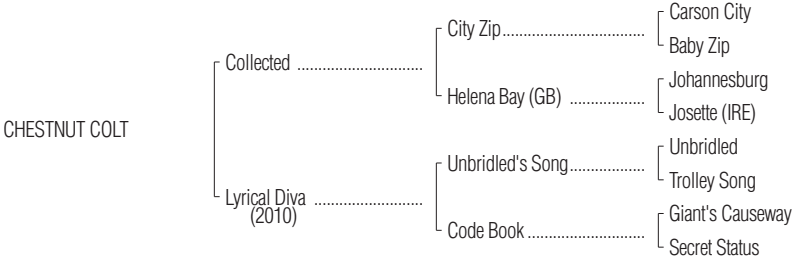 Carson City
City Zip
Baby Zip
Collected
Johannesburg
Helena Bay (GB)
Josette (IRE)
CHESTNUT COLT
Unbridled
Unbridled's Song
Trolley Song
Lyrical Diva
(2010)
Giant's Causeway
Code Book
Secret Status